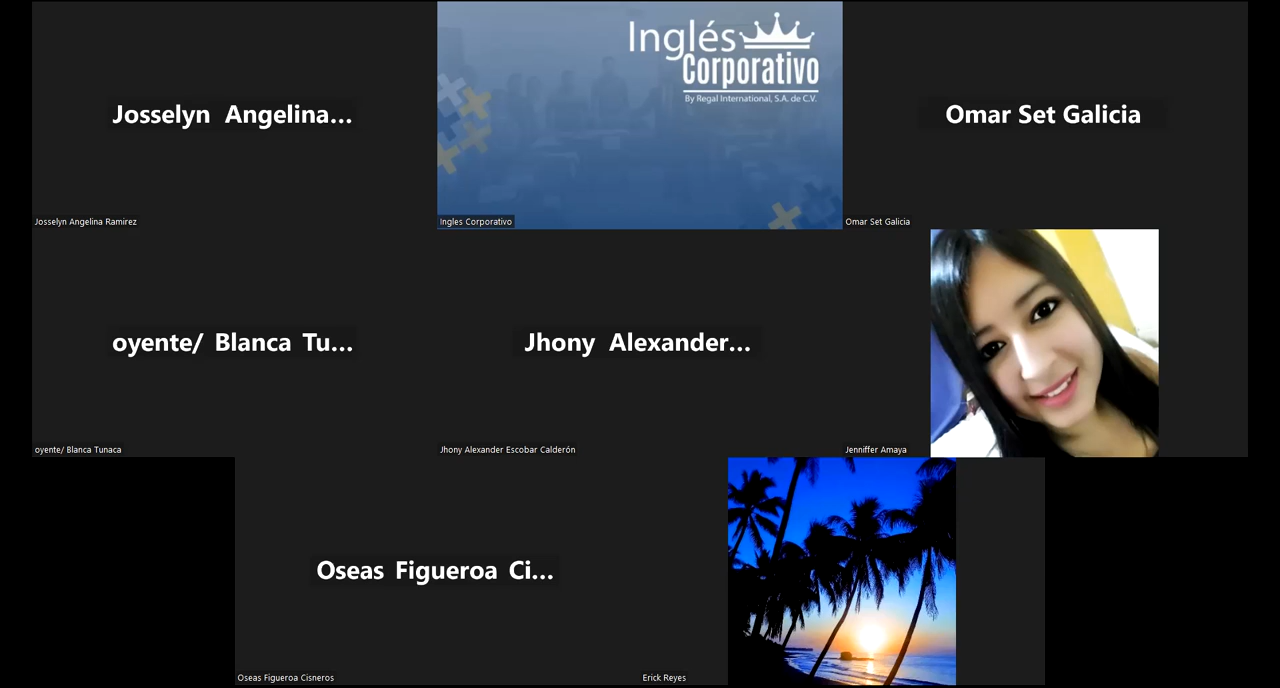 Josselyn Angelina...
Josselyn Angelina Ramirez
Inglés
Corporativo
By Regal International, S.A. de C.V.
Ingles Corporativo
Omar Set Galicia
Omar Set Galicia
oyente/ Blanca Tu...
oyente/ Blanca Tunaca
Jhony Alexander...
Jhony Alexander Escobar Calderón
Jenniffer Amaya
Oseas Figueroa Ci...
Oseas Figueroa Cisneros
Erick Reyes